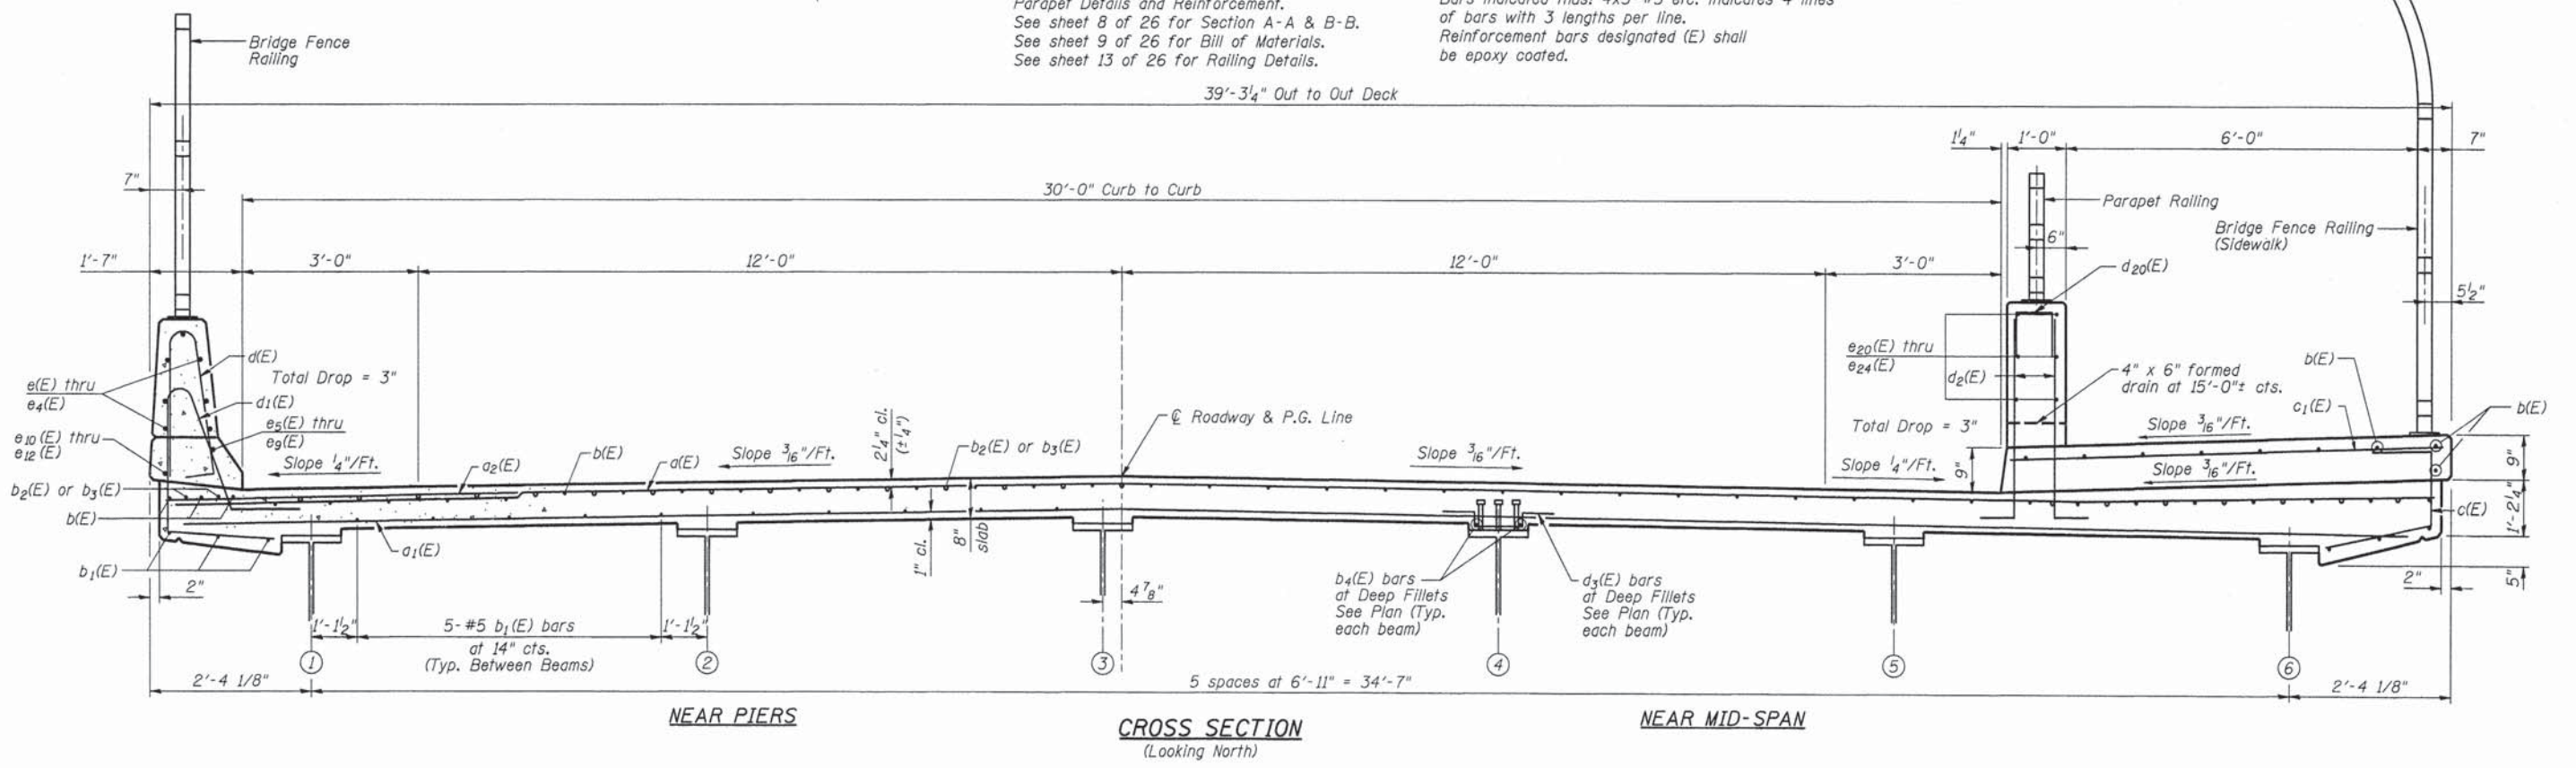 Parapet Details and Reinforcement.
See sheet 8 of 26 for Section A-A & B-B.
See sheet 9 of 26 for Bill of Materials.
See sheet 13 of 26 for Railing Details.
of bars with 3 lengths per line.
Reinforcement bars designated (E) shall
be epoxy coated.
Bridge Fence
Railing
39'-3¼" Out to Out Deck
1¼"
1'-0"
6'-0"
7"
7"
30'-0" Curb to Curb
Parapet Railing
Bridge Fence Railing
(Sidewalk)
6"
1'-7"
3'-0"
12'-0"
12'-0"
3'-0"
d20(E)
5½"
d(E)
Total Drop = 3"
e(E) thru
e4(E)
d1(E)
e5(E) thru
e9(E)
e10(E) thru
e12(E)
b2(E) or b3(E)
b(E)
Slope ¼"/Ft.
a2(E)
b(E)
a(E)
Slope 3/16"/Ft.
2¼" cl.
(±¼")
b2(E) or b3(E)
℄ Roadway & P.G. Line
Slope 3/16"/Ft.
e20(E) thru
e24(E)
d2(E)
4" x 6" formed
drain at 15'-0"± cts.
b(E)
c1(E)
b(E)
Total Drop = 3"
Slope ¼"/Ft.
9"
Slope 3/16"/Ft.
Slope 3/16"/Ft.
9"
1'-2¼"
c(E)
5"
2"
b1(E)
2"
a1(E)
1" cl.
8"
slab
4⅞"
b4(E) bars
at Deep Fillets
See Plan (Typ.
each beam)
d3(E) bars
at Deep Fillets
See Plan (Typ.
each beam)
1'-1½"
5-#5 b1(E) bars
at 14" cts.
(Typ. Between Beams)
1'-1½"
1
2
3
4
5
6
2'-4 1/8"
5 spaces at 6'-11" = 34'-7"
2'-4 1/8"
NEAR PIERS
CROSS SECTION
(Looking North)
NEAR MID-SPAN